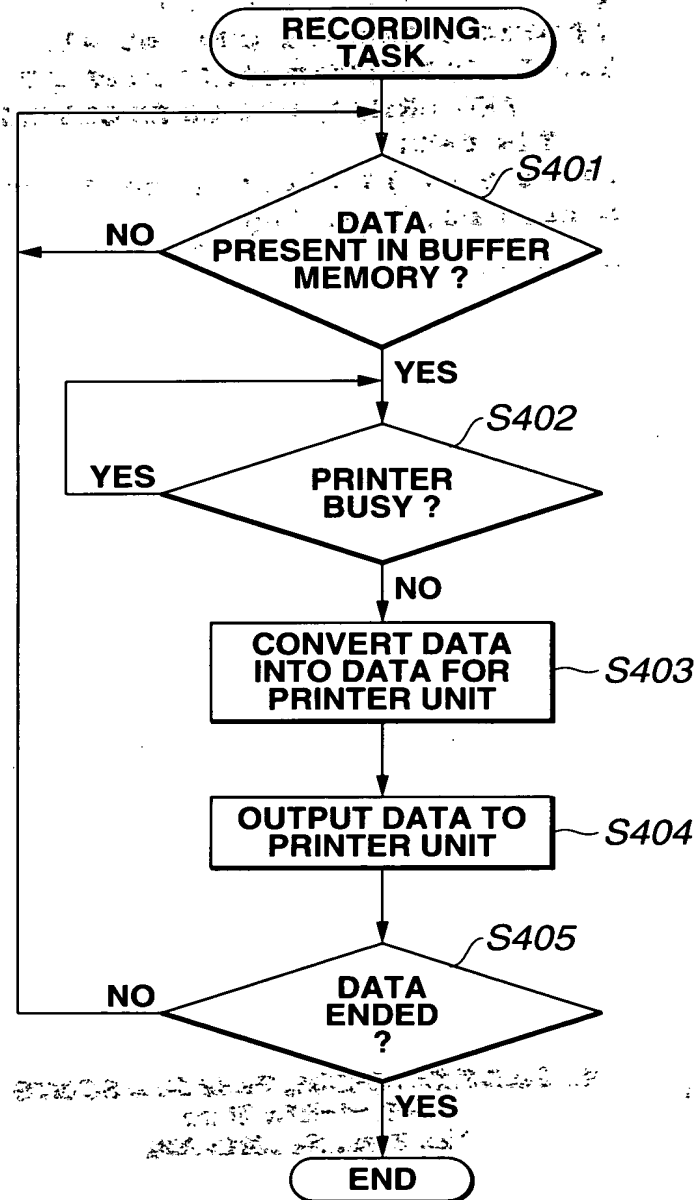 RECORDING
TASK
S401
DATA
PRESENT IN BUFFER
MEMORY ?
NO
YES
S402
PRINTER
BUSY ?
YES
NO
CONVERT DATA
INTO DATA FOR
PRINTER UNIT
S403
OUTPUT DATA TO
PRINTER UNIT
S404
S405
DATA
ENDED
?
NO
YES
END